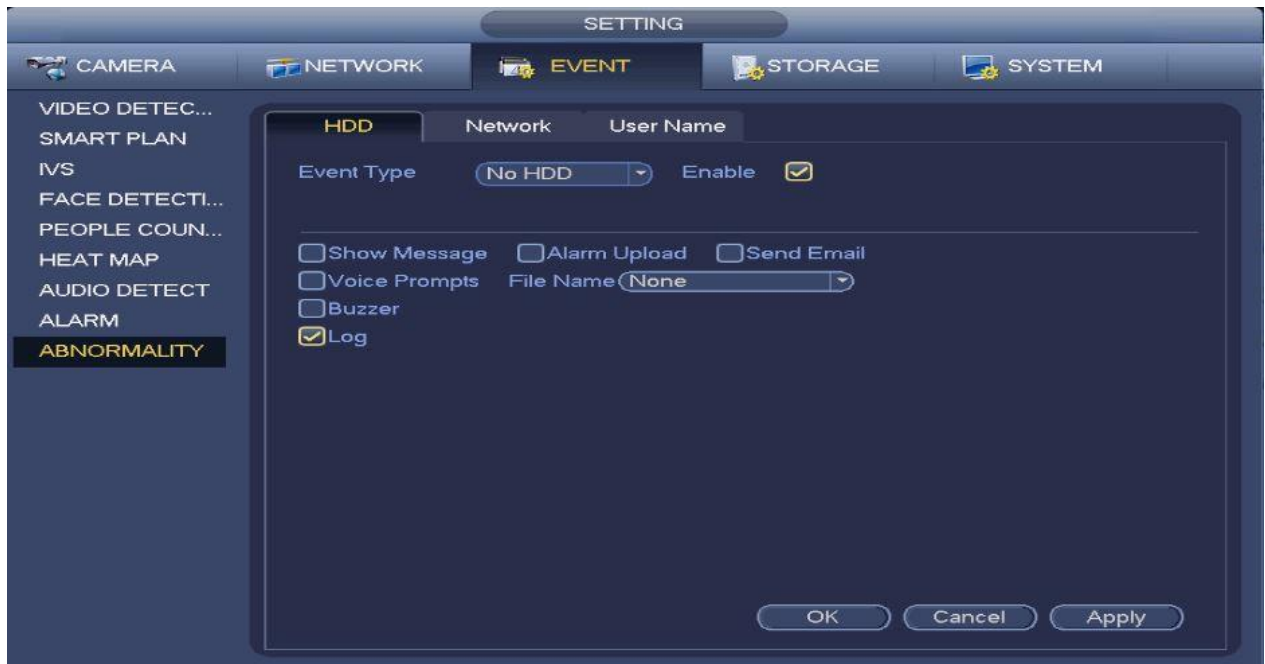 SETTING
CAMERA NETWORK EVENT STORAGE SYSTEM
VIDEO DETEC...
SMART PLAN
IVS
FACE DETECTI...
PEOPLE COUN...
HEAT MAP
AUDIO DETECT
ALARM
ABNORMALITY
HDD Network User Name
Event Type No HDD Enable
Show Message Alarm Upload Send Email
Voice Prompts File Name None
Buzzer
Log
OK Cancel Apply